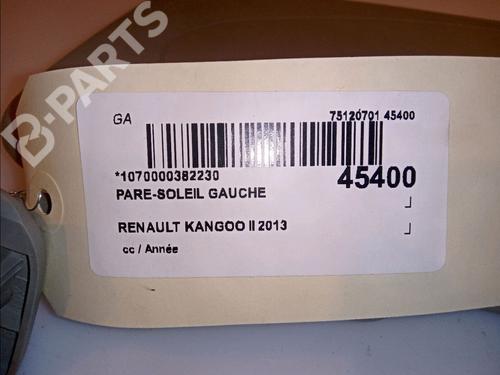 B-PARTS
GA
75120701 45400
*1070000382230
45400
PARE-SOLEIL GAUCHE
RENAULT KANGOO II 2013
cc / Année